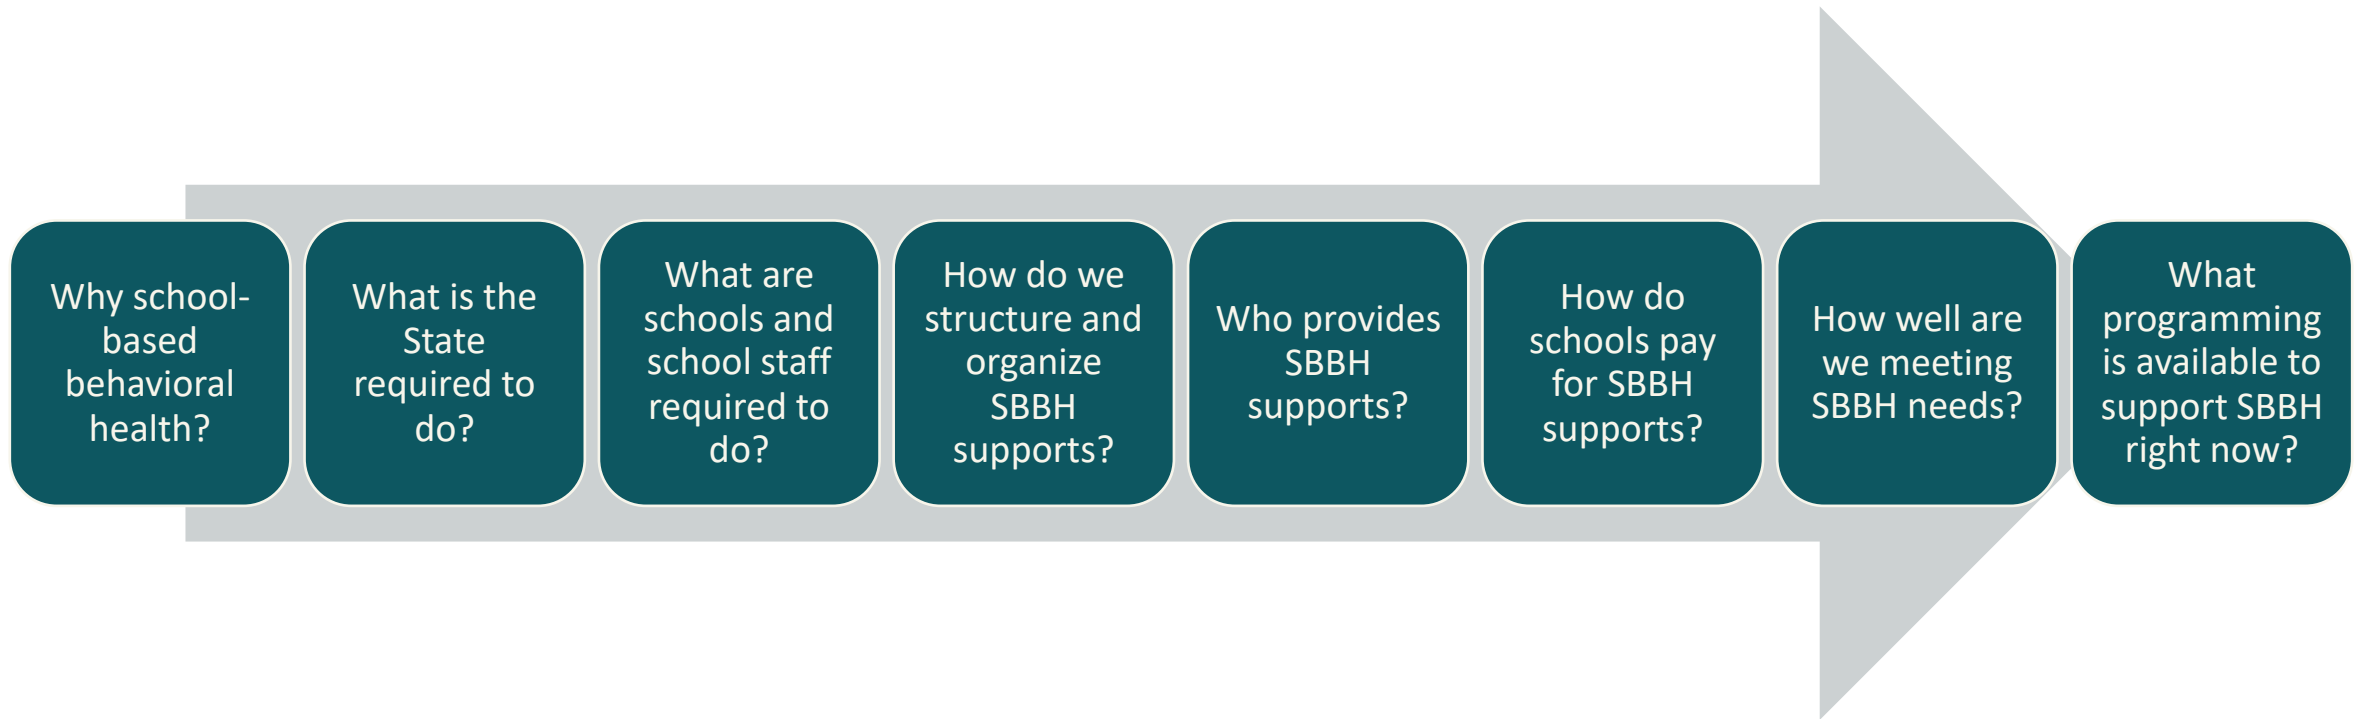 Why school-
based
behavioral
health?
What is the
State
required to
do?
What are
schools and
school staff
required to
do?
How do we
structure and
organize
SBBH
supports?
Who provides
SBBH
supports?
How do
schools pay
for SBBH
supports?
How well are
we meeting
SBBH needs?
What
programming
is available to
support SBBH
right now?